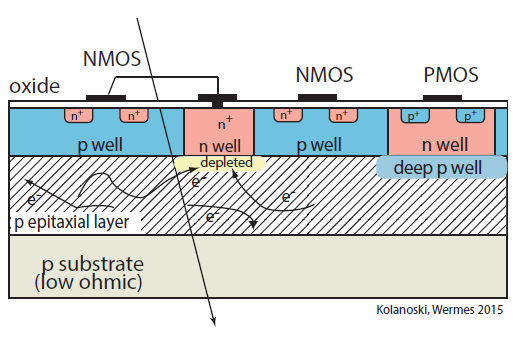 NMOS
NMOS
PMOS
oxide
n⁺
n⁺
n⁺
n⁺
n⁺
p⁺
p⁺
p well
n well
p well
n well
depleted
deep p well
e⁻
e⁻
e⁻
e⁻
p epitaxial layer
p substrate
(low ohmic)
Kolanoski, Wermes 2015